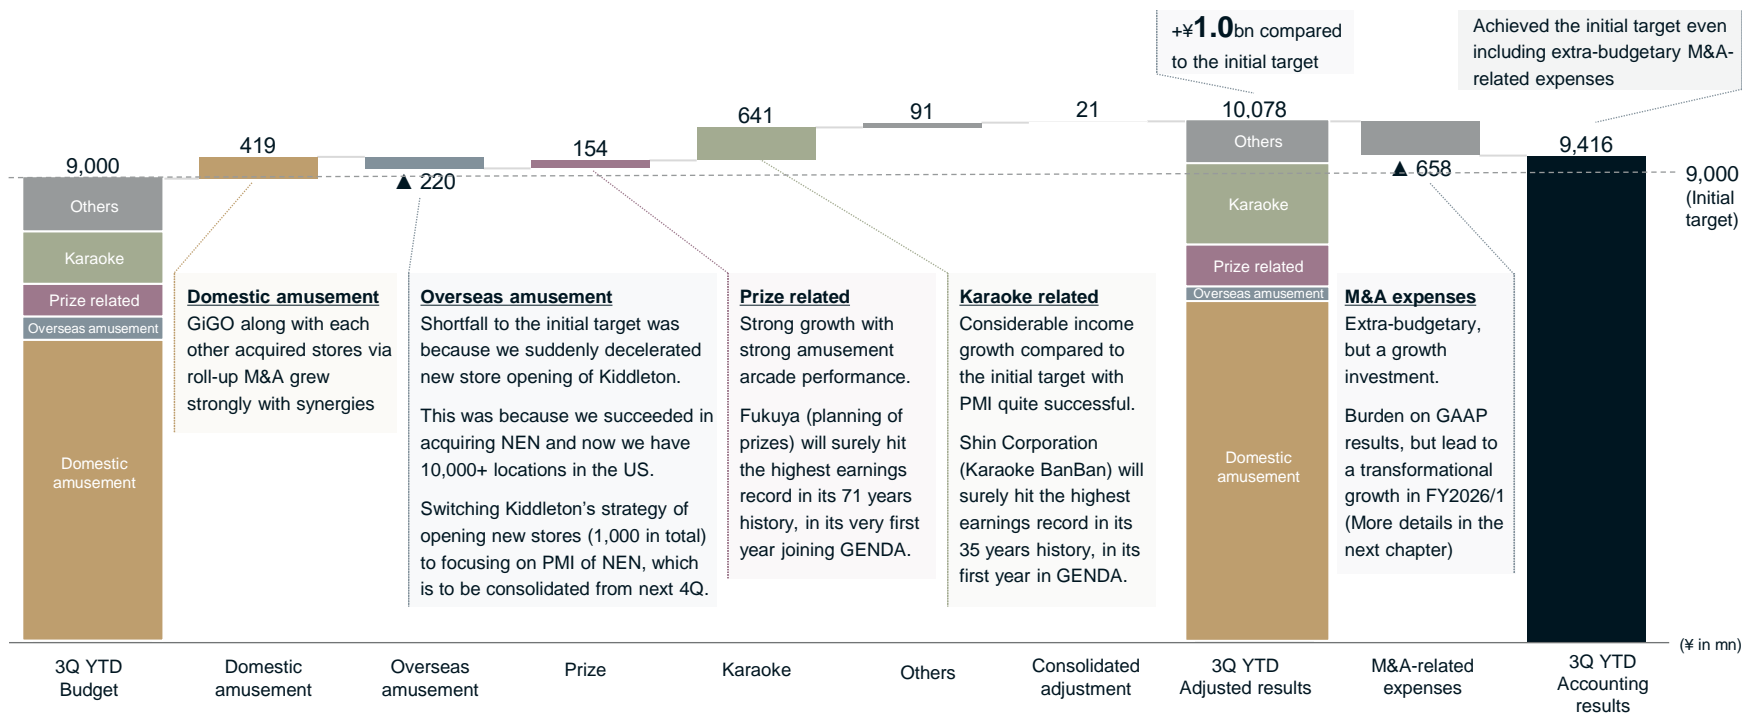 +¥1.0bn compared
to the initial target
Achieved the initial target even
including extra-budgetary M&A-
related expenses
9,000
419
▲ 220
154
641
91
21
10,078
▲ 658
9,416
9,000
(Initial
target)
Others
Karaoke
Prize related
Overseas amusement
Domestic
amusement
Domestic amusement
GiGO along with each
other acquired stores via
roll-up M&A grew
strongly with synergies
Overseas amusement
Shortfall to the initial target was
because we suddenly decelerated
new store opening of Kiddleton.
This was because we succeeded in
acquiring NEN and now we have
10,000+ locations in the US.
Switching Kiddleton’s strategy of
opening new stores (1,000 in total)
to focusing on PMI of NEN, which
is to be consolidated from next 4Q.
Prize related
Strong growth with
strong amusement
arcade performance.
Fukuya (planning of
prizes) will surely hit
the highest earnings
record in its 71 years
history, in its very first
year joining GENDA.
Karaoke related
Considerable income
growth compared to
the initial target with
PMI quite successful.
Shin Corporation
(Karaoke BanBan) will
surely hit the highest
earnings record in its
35 years history, in its
first year in GENDA.
Others
Karaoke
Prize related
Overseas amusement
Domestic
amusement
M&A expenses
Extra-budgetary,
but a growth
investment.
Burden on GAAP
results, but lead to
a transformational
growth in FY2026/1
(More details in the
next chapter)
(¥ in mn)
3Q YTD
Budget
Domestic
amusement
Overseas
amusement
Prize
Karaoke
Others
Consolidated
adjustment
3Q YTD
Adjusted results
M&A-related
expenses
3Q YTD
Accounting
results